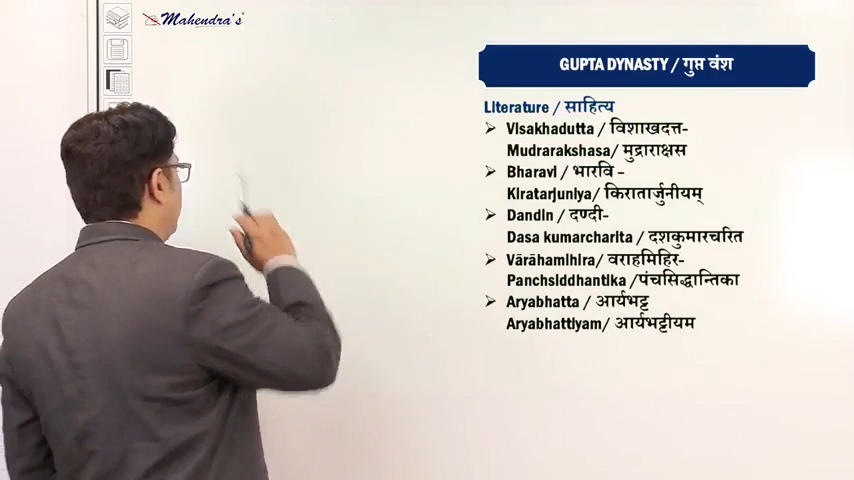 Mahendra's
GUPTA DYNASTY / गुप्त वंश
Literature / साहित्य
➢ Visakhadutta / विशाखदत्त-
Mudrarakshasa/ मुद्राराक्षस
➢ Bharavi / भारवि –
Kiratarjuniya/ किरातार्जुनीयम्
➢ Dandin / दण्डी-
Dasa kumarcharita / दशकुमारचरित
➢ Vārāhamihira/ वराहमिहिर-
Panchsiddhantika /पंचसिद्धान्तिका
➢ Aryabhatta / आर्यभट्ट
Aryabhattiyam/ आर्यभट्टीयम